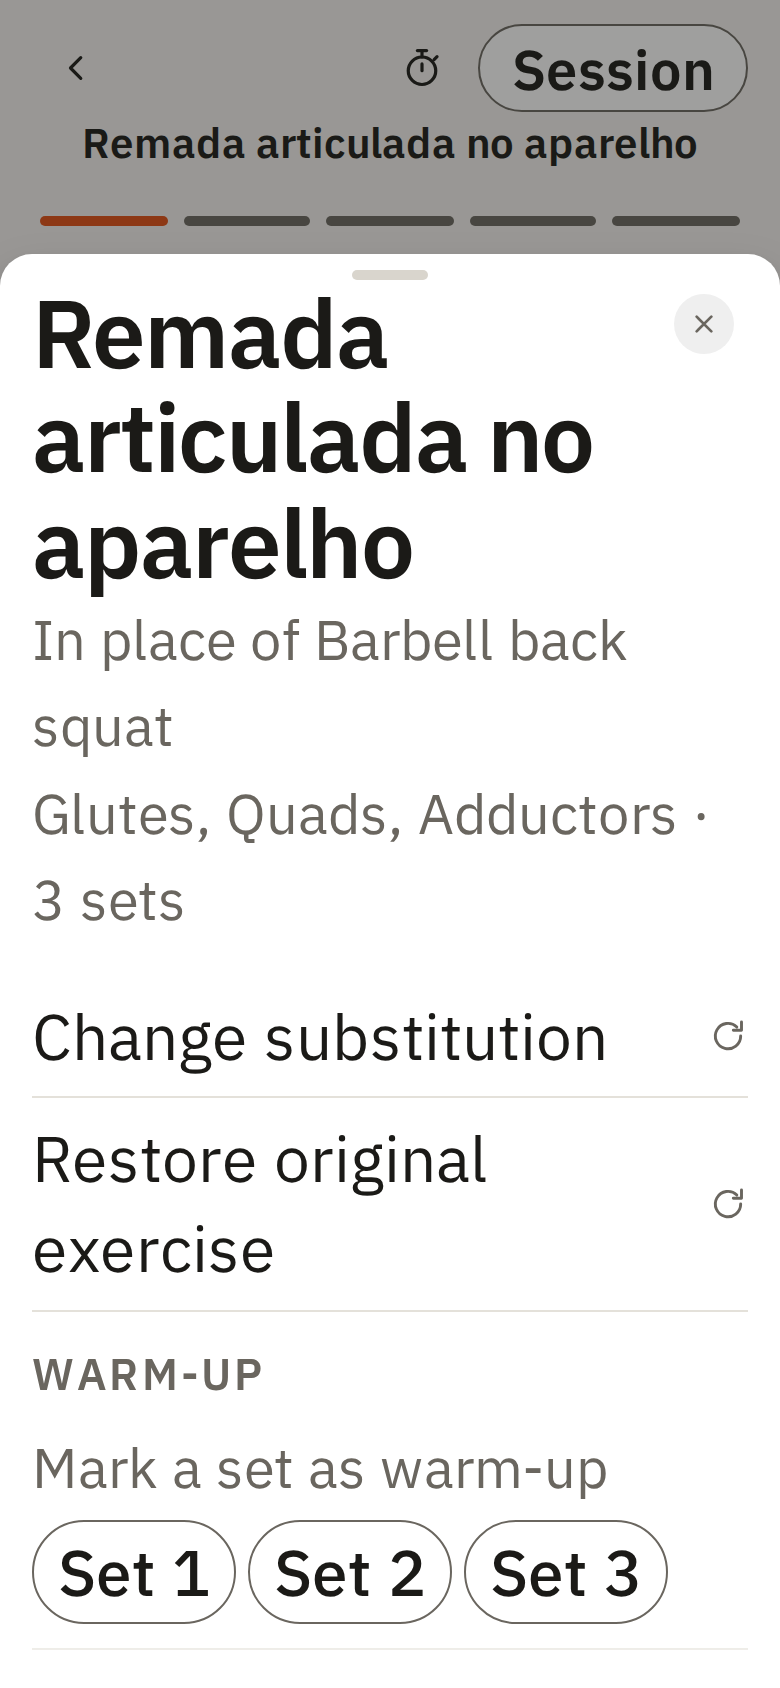 Session
Remada articulada no aparelho
Remada
articulada no
aparelho
In place of Barbell back
squat
Glutes, Quads, Adductors ·
3 sets
Change substitution
Restore original
exercise
WARM-UP
Mark a set as warm-up
Set 1 Set 2 Set 3